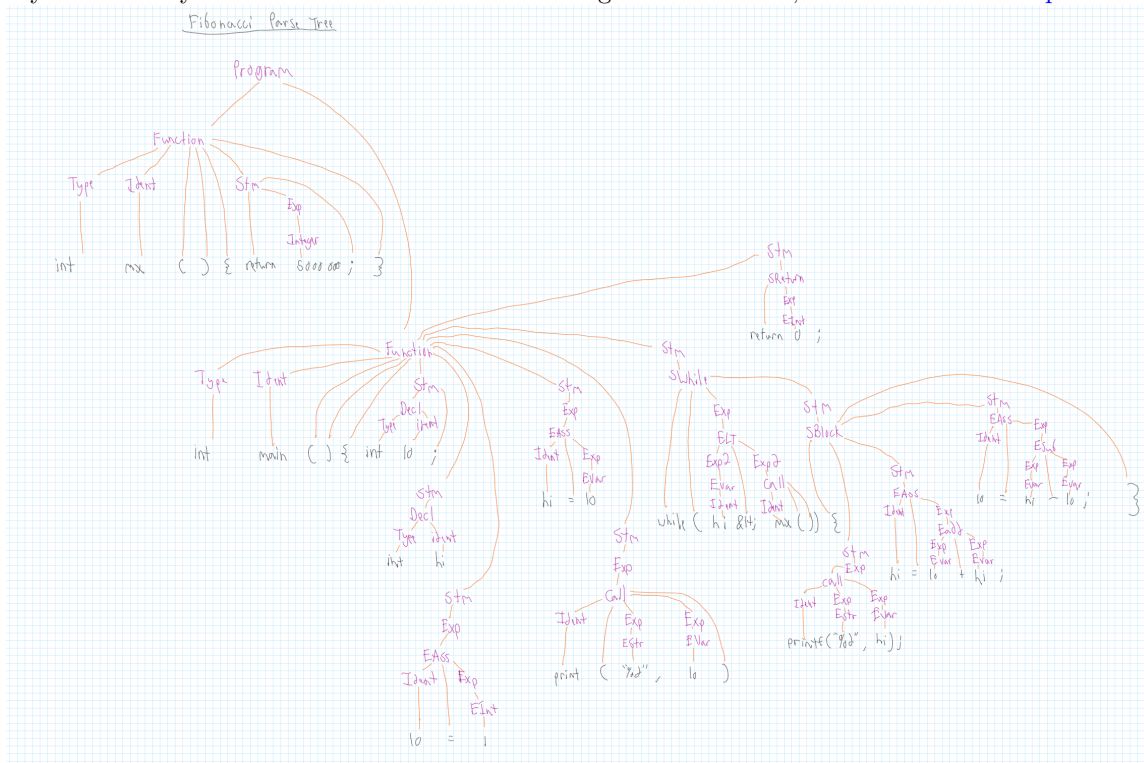 Fibonacci Parse Tree
Program
Function
Type Ident Stm
Exp
Integer
int mx ( ) { return 5000000 ; }
Stm
SReturn
Exp
EInt
return 0 ;
Function Stm
Type Ident Stm Stm SWhile
Decl Exp Exp Stm Stm
Type ident EAss ELT SBlock EAss Exp
int main ( ) { int lo ; Ident Exp Exp2 Exp2 Ident ESub
EVar EVar Call Exp Exp
Ident Ident Evar Evar
hi = lo while ( hi &lt; mx ( ) ) { lo = hi - lo ; }
Stm Stm
Decl EAss
Type ident Ident Exp
int hi Eadd
Exp Exp
Evar Evar
hi = lo + hi ;
Stm Stm
Exp Exp
Call call
Ident Exp Exp Ident Exp Exp
EStr EVar EStr EVar
print ( "%d" , lo ) printf("%d", hi);
Stm
Exp
EAss
Ident Exp
EInt
lo =